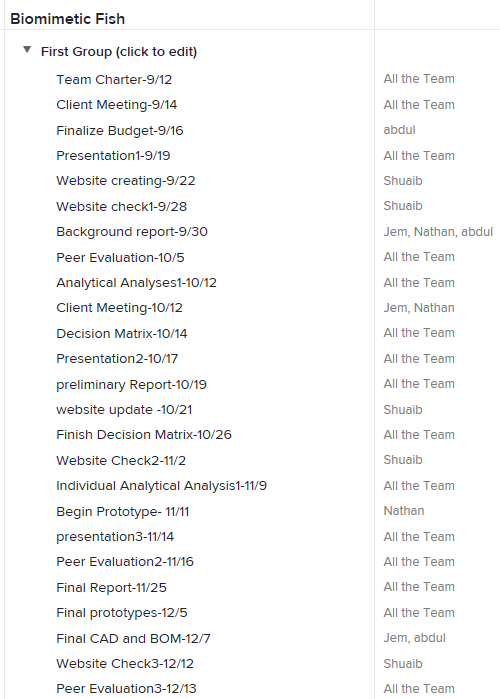 Biomimetic Fish
First Group (click to edit)
Team Charter-9/12 All the Team
Client Meeting-9/14 All the Team
Finalize Budget-9/16 abdul
Presentation1-9/19 All the Team
Website creating-9/22 Shuaib
Website check1-9/28 Shuaib
Background report-9/30 Jem, Nathan, abdul
Peer Evaluation-10/5 All the Team
Analytical Analyses1-10/12 All the Team
Client Meeting-10/12 Jem, Nathan
Decision Matrix-10/14 All the Team
Presentation2-10/17 All the Team
preliminary Report-10/19 All the Team
website update -10/21 Shuaib
Finish Decision Matrix-10/26 All the Team
Website Check2-11/2 Shuaib
Individual Analytical Analysis1-11/9 All the Team
Begin Prototype- 11/11 Nathan
presentation3-11/14 All the Team
Peer Evaluation2-11/16 All the Team
Final Report-11/25 All the Team
Final prototypes-12/5 All the Team
Final CAD and BOM-12/7 Jem, abdul
Website Check3-12/12 Shuaib
Peer Evaluation3-12/13 All the Team